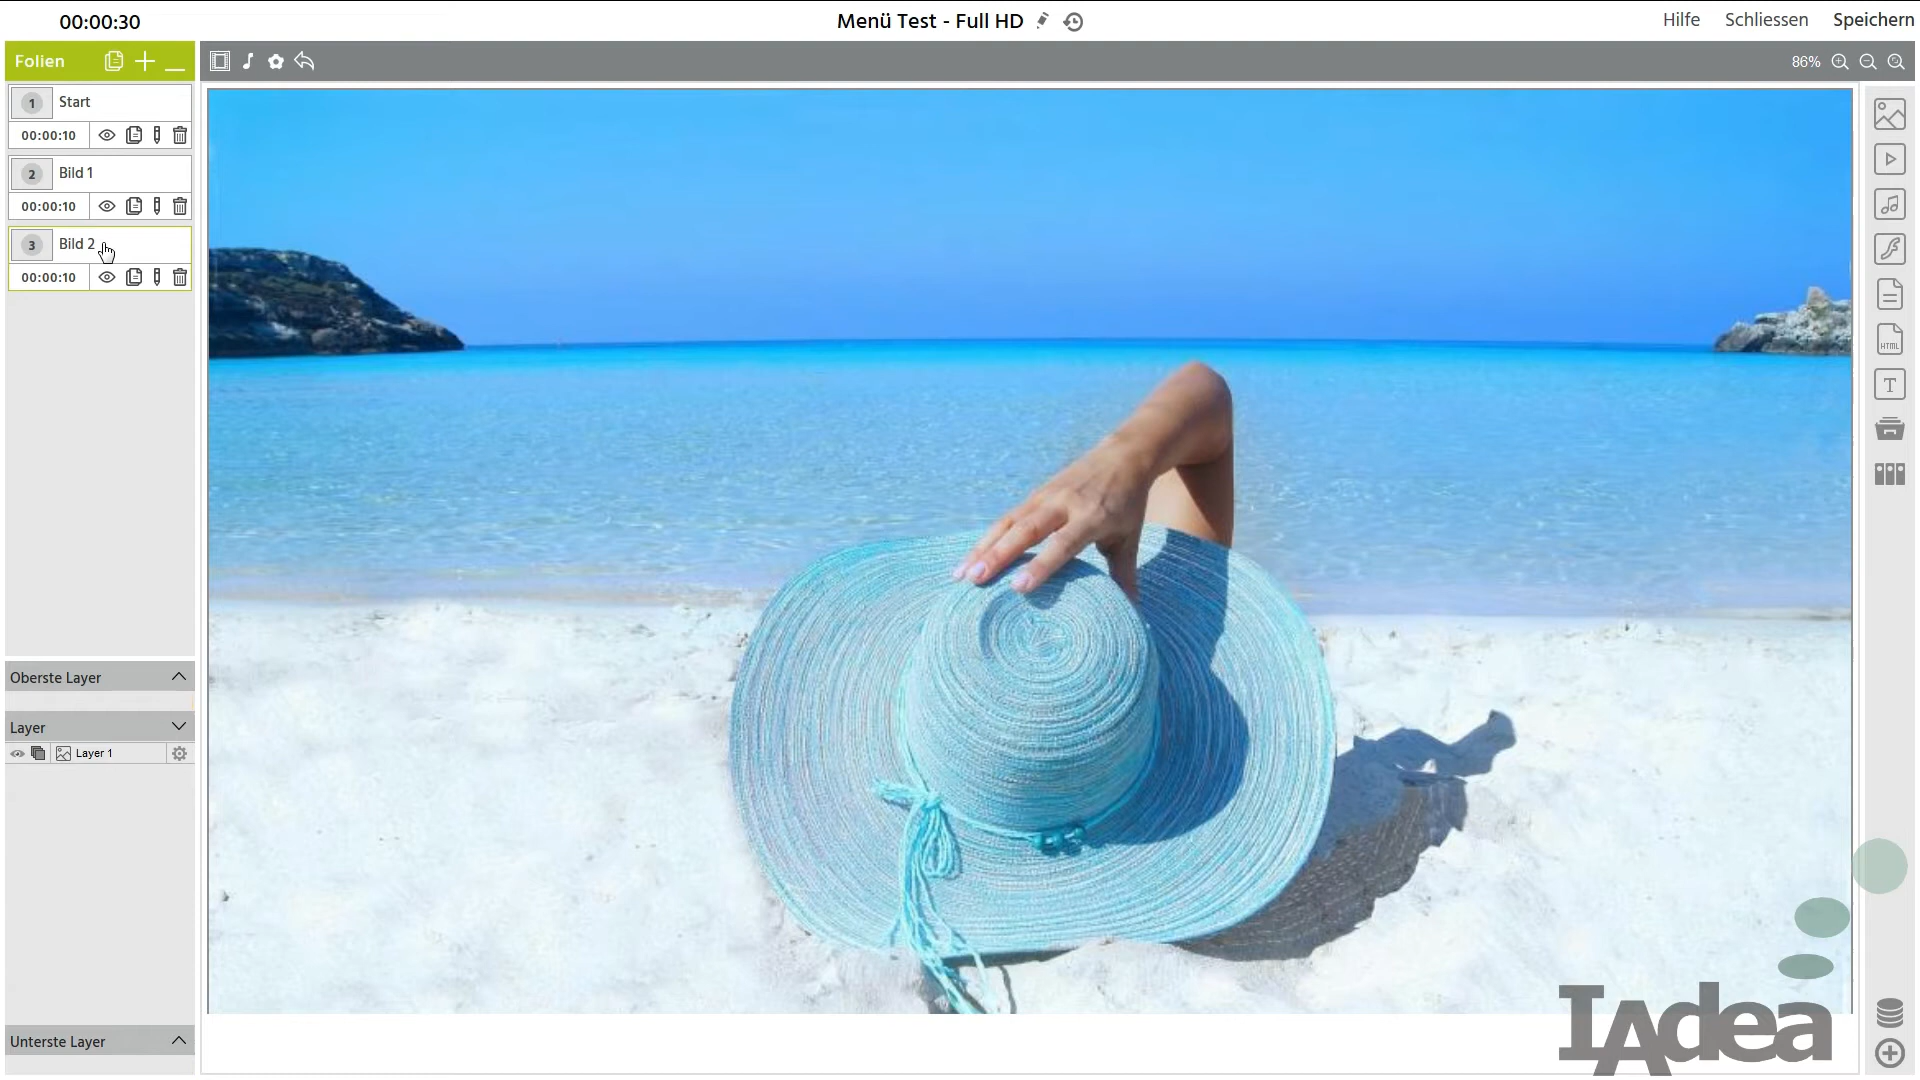 00:00:30
Menü Test - Full HD
Hilfe Schliessen Speichern
Folien
86%
1 Start
00:00:10
2 Bild 1
00:00:10
3 Bild 2
00:00:10
HTML
T
Oberste Layer
Layer
Layer 1
Unterste Layer
IAdea